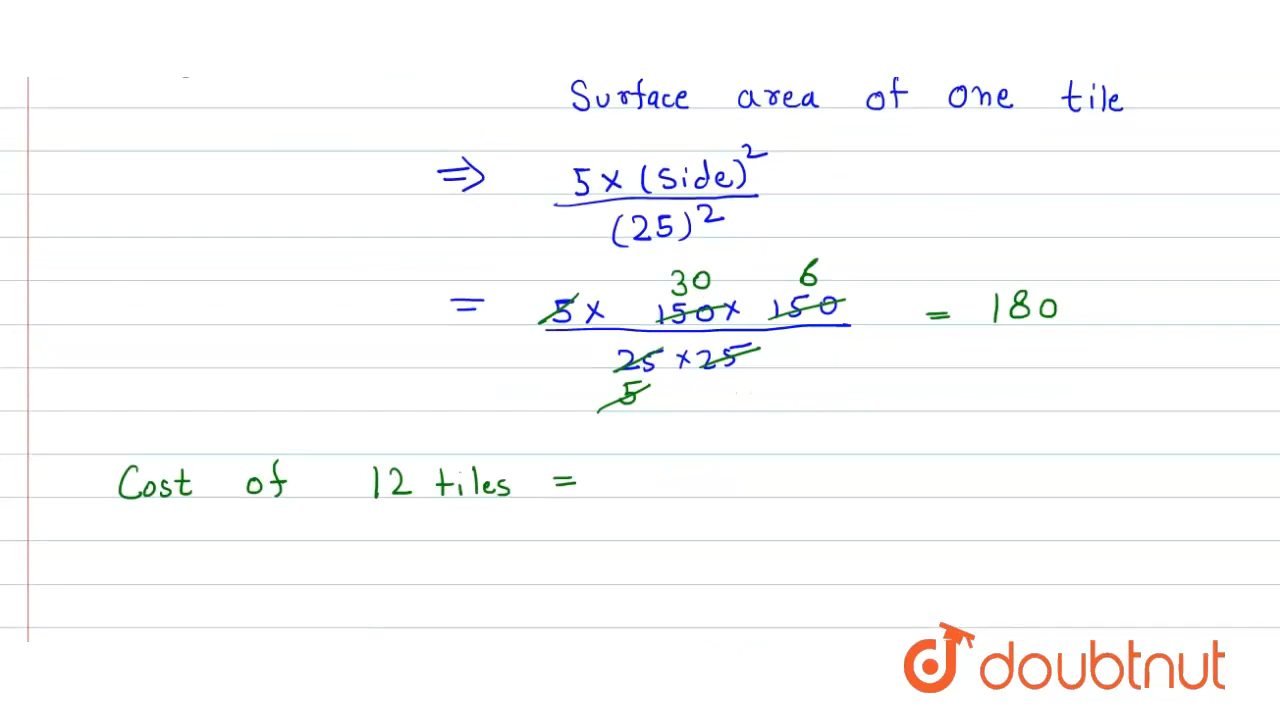 Surface area of one tile
⇒ 5 x (Side)²
(25)²
30 6
= 5 x 150 x 150 = 180
25 x 25
5
Cost of 12 tiles =
doubtnut